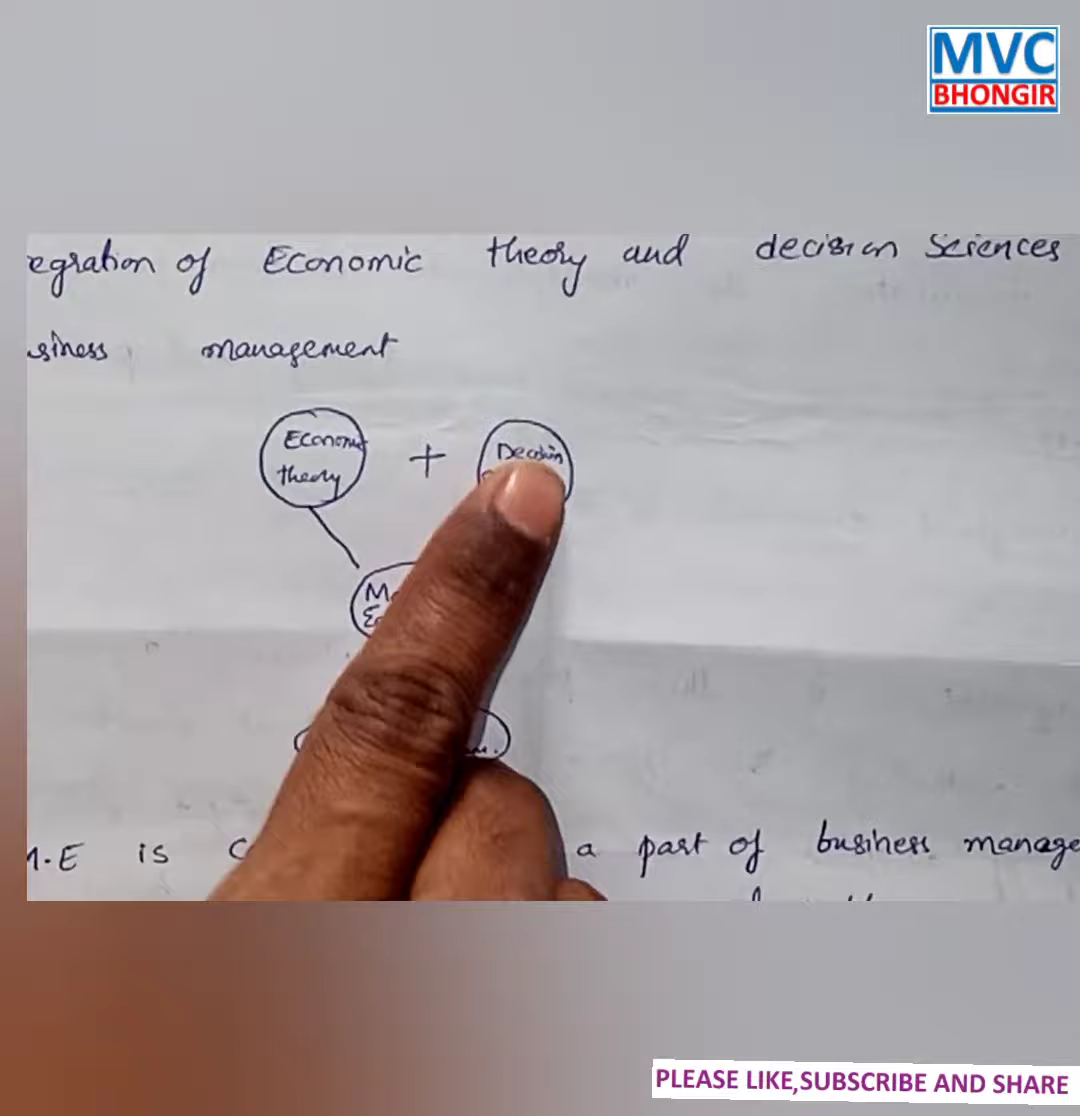 MVC
BHONGIR
egration of Economic theory and decision Sciences
usiness management
Economic
theory
+
Decision
M.E is a part of business manage
PLEASE LIKE,SUBSCRIBE AND SHARE